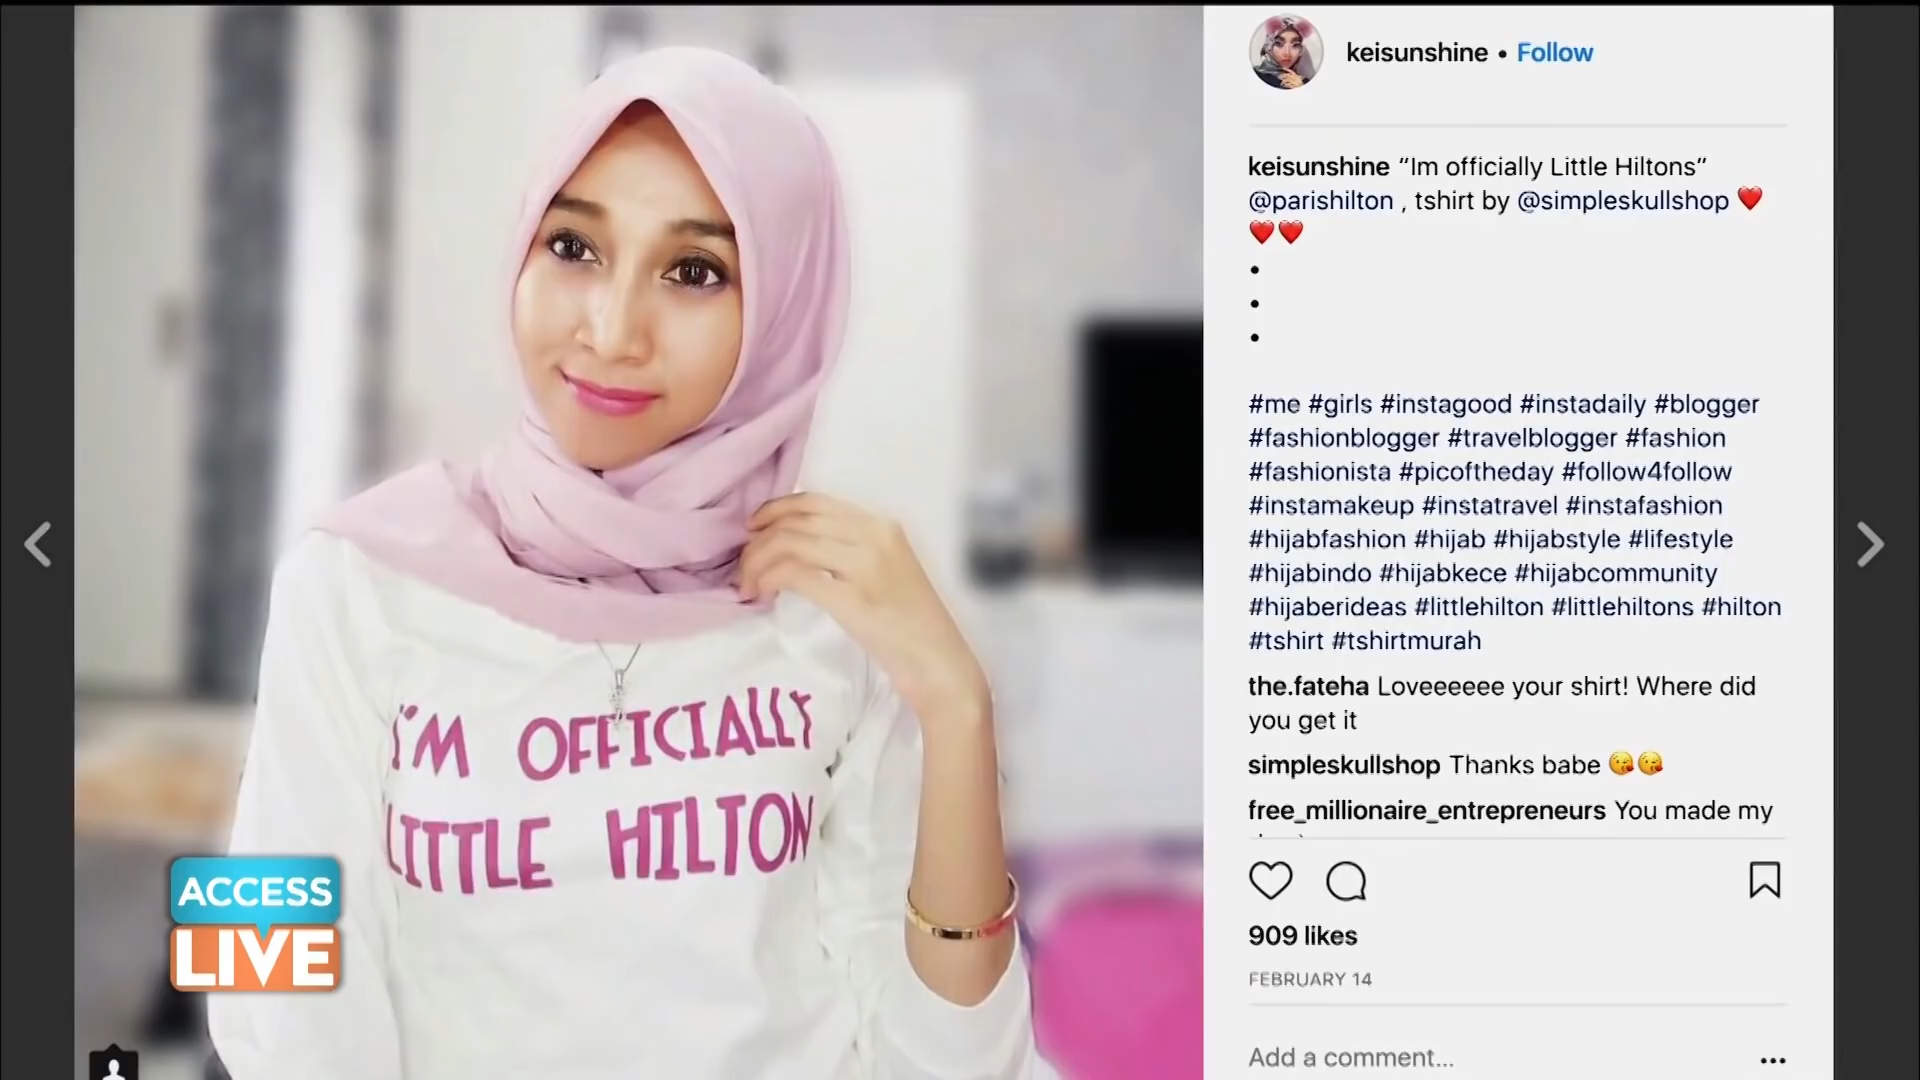 keisunshine • Follow
keisunshine “Im officially Little Hiltons”
@parishilton , tshirt by @simpleskullshop ❤️
❤️❤️
•
•
•
#me #girls #instagood #instadaily #blogger
#fashionblogger #travelblogger #fashion
#fashionista #picoftheday #follow4follow
#instamakeup #instatravel #instafashion
#hijabfashion #hijab #hijabstyle #lifestyle
#hijabindo #hijabkece #hijabcommunity
#hijaberideas #littlehilton #littlehiltons #hilton
#tshirt #tshirtmurah
the.fateha Loveeeeee your shirt! Where did
you get it
simpleskullshop Thanks babe 😘😘
free_millionaire_entrepreneurs You made my
909 likes
FEBRUARY 14
Add a comment...
I'M OFFICIALLY
LITTLE HILTON
ACCESS
LIVE